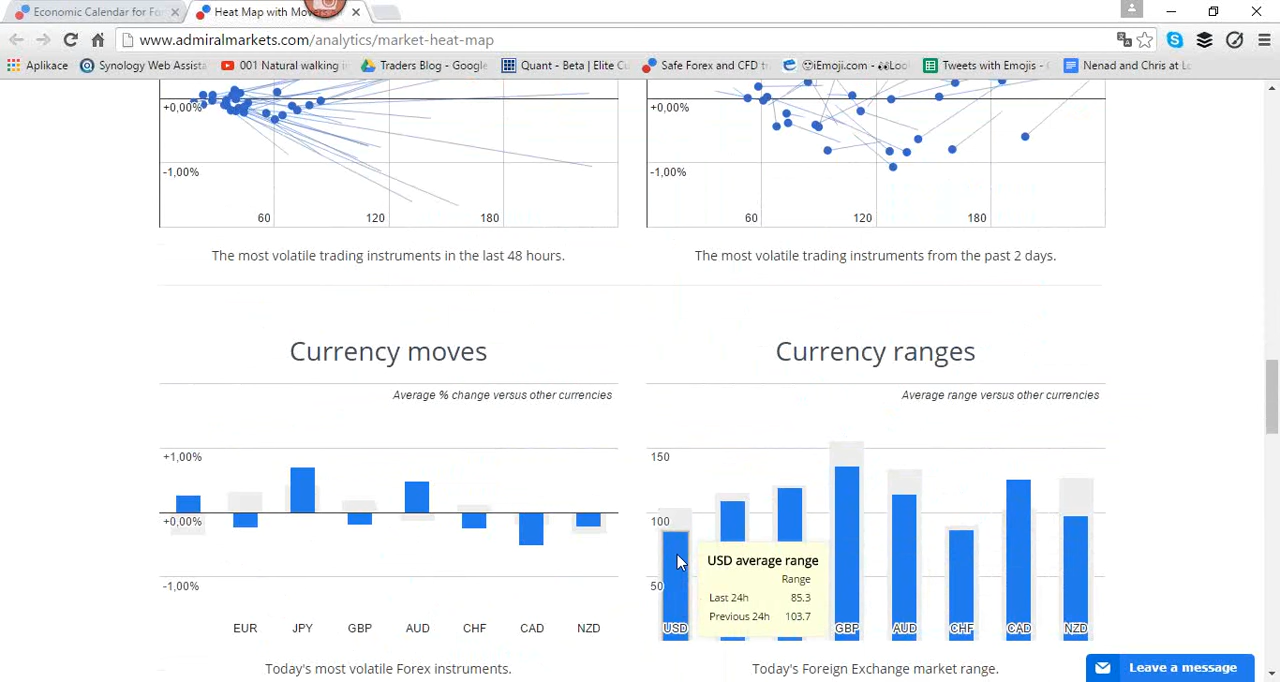 Economic Calendar for Fo
Heat Map with Mov
www.admiralmarkets.com/analytics/market-heat-map
Aplikace
Synology Web Assista
001 Natural walking i
Traders Blog - Google
Quant - Beta | Elite Cu
Safe Forex and CFD t
iEmoji.com -
Loo
Tweets with Emojis -
Nenad and Chris at L
+0,00%
-1,00%
60
120
180
The most volatile trading instruments in the last 48 hours.
+0,00%
-1,00%
60
120
180
The most volatile trading instruments from the past 2 days.
Currency moves
Average % change versus other currencies
+1,00%
+0,00%
-1,00%
EUR
JPY
GBP
AUD
CHF
CAD
NZD
Today's most volatile Forex instruments.
Currency ranges
Average range versus other currencies
150
100
50
USD average range
Range
Last 24h 85.3
Previous 24h 103.7
USD
GBP
AUD
CHF
CAD
NZD
Today's Foreign Exchange market range.
Leave a message